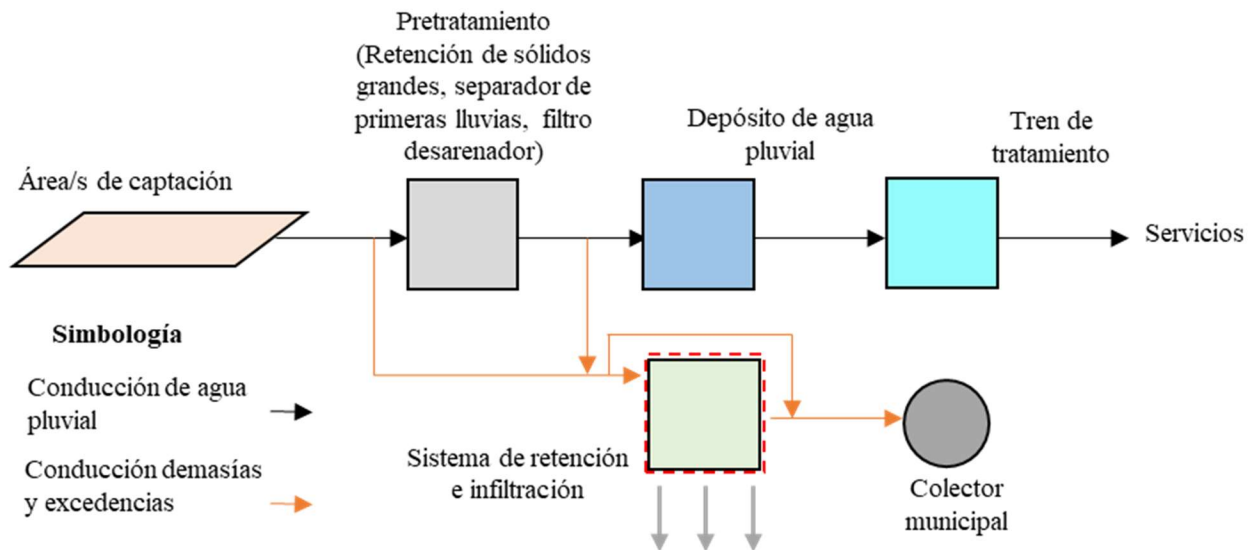 Pretratamiento
(Retención de sólidos
grandes, separador de
primeras lluvias, filtro
desarenador)
Depósito de agua
pluvial
Tren de
tratamiento
Área/s de captación
Servicios
Simbología
Conducción de agua
pluvial
Conducción demasías
y excedencias
Sistema de retención
e infiltración
Colector
municipal